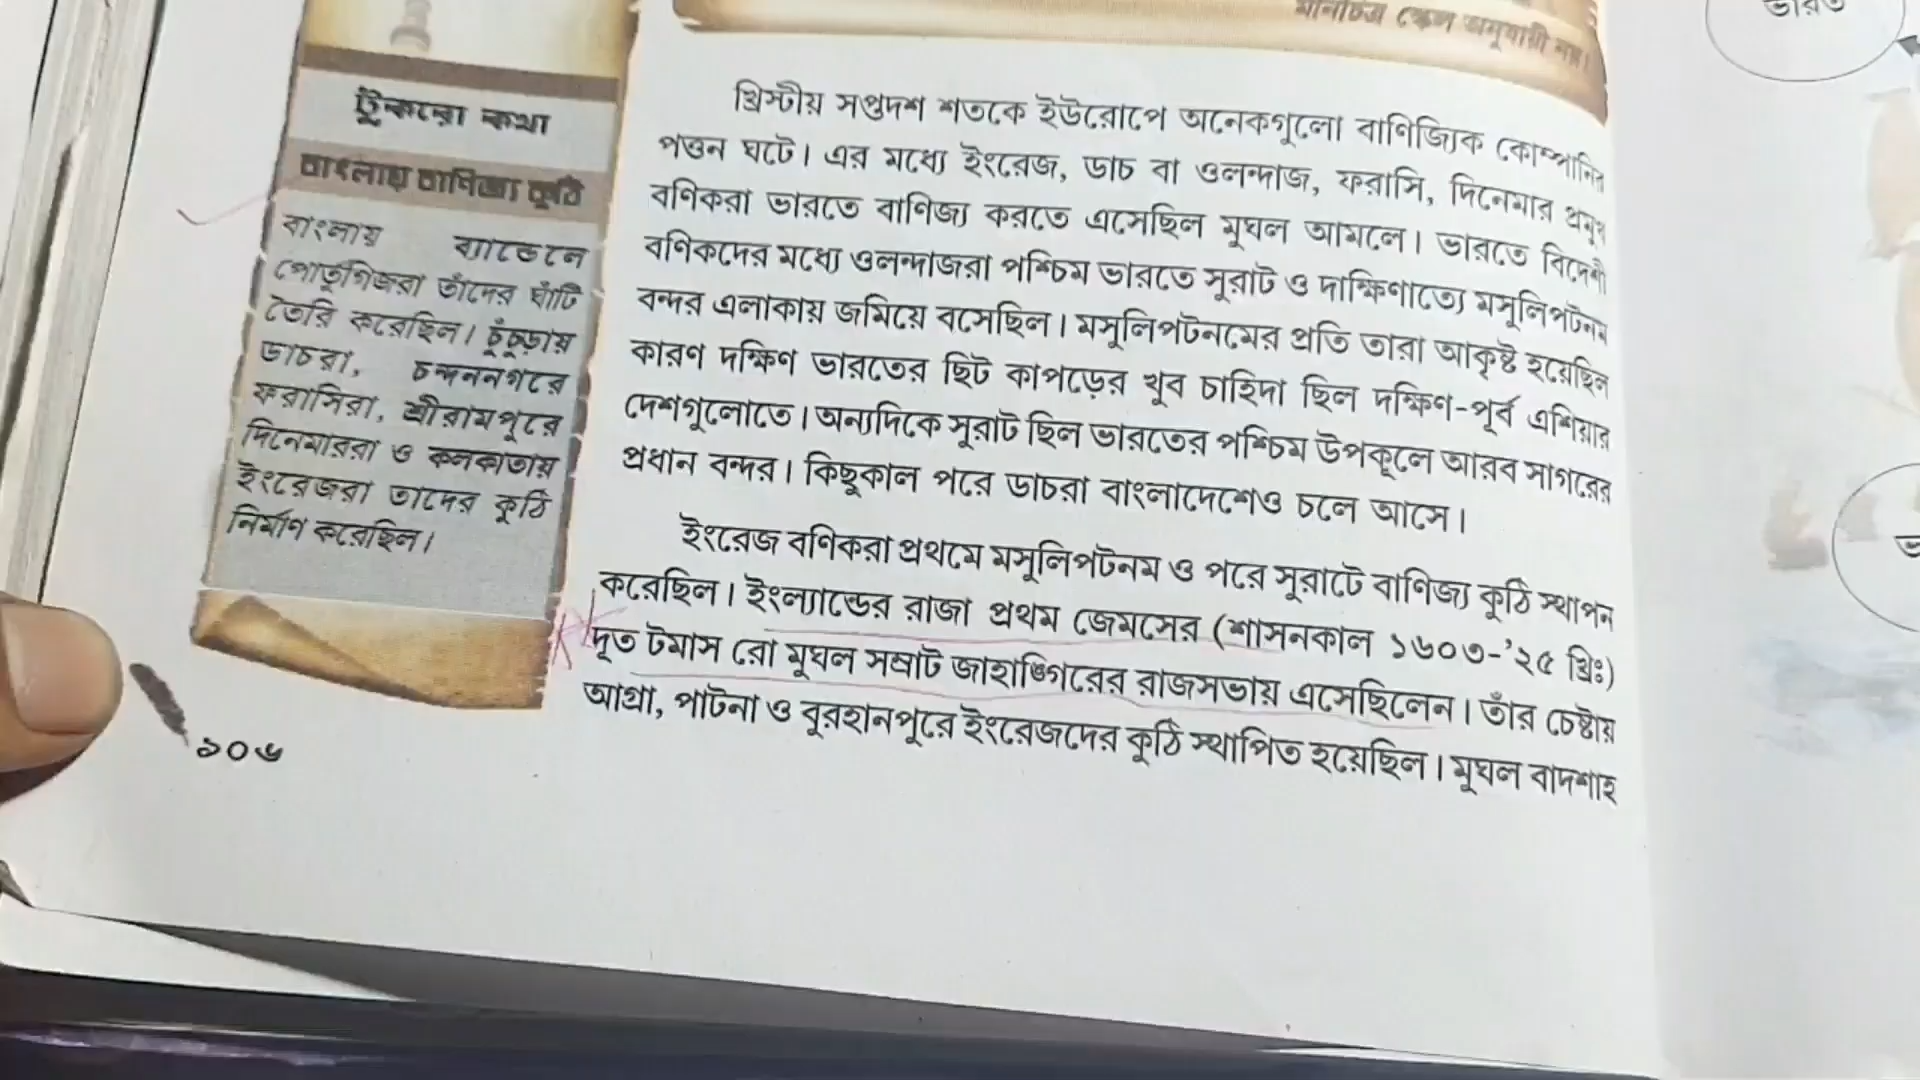 মানচিত্র স্কেল অনুযায়ী নয়।
ভারত
টুকরো কথা
বাংলায় বাণিজ্য কুঠি
বাংলায় ব্যান্ডেলে
পোর্তুগিজরা তাঁদের ঘাঁটি
তৈরি করেছিল। চুঁচুড়ায়
ডাচরা, চন্দননগরে
ফরাসিরা, শ্রীরামপুরে
দিনেমাররা ও কলকাতায়
ইংরেজরা তাদের কুঠি
নির্মাণ করেছিল।
খ্রিস্টীয় সপ্তদশ শতকে ইউরোপে অনেকগুলো বাণিজ্যিক কোম্পানির
পত্তন ঘটে। এর মধ্যে ইংরেজ, ডাচ বা ওলন্দাজ, ফরাসি, দিনেমার প্রমুখ
বণিকরা ভারতে বাণিজ্য করতে এসেছিল মুঘল আমলে। ভারতে বিদেশী
বণিকদের মধ্যে ওলন্দাজরা পশ্চিম ভারতে সুরাট ও দাক্ষিণাত্যে মসুলিপটনম
বন্দর এলাকায় জমিয়ে বসেছিল। মসুলিপটনমের প্রতি তারা আকৃষ্ট হয়েছিল
কারণ দক্ষিণ ভারতের ছিট কাপড়ের খুব চাহিদা ছিল দক্ষিণ-পূর্ব এশিয়ার
দেশগুলোতে। অন্যদিকে সুরাট ছিল ভারতের পশ্চিম উপকূলে আরব সাগরের
প্রধান বন্দর। কিছুকাল পরে ডাচরা বাংলাদেশেও চলে আসে।
ইংরেজ বণিকরা প্রথমে মসুলিপটনম ও পরে সুরাটে বাণিজ্য কুঠি স্থাপন
করেছিল। ইংল্যান্ডের রাজা প্রথম জেমসের (শাসনকাল ১৬০৩-'২৫ খ্রিঃ)
দূত টমাস রো মুঘল সম্রাট জাহাঙ্গিরের রাজসভায় এসেছিলেন। তাঁর চেষ্টায়
আগ্রা, পাটনা ও বুরহানপুরে ইংরেজদের কুঠি স্থাপিত হয়েছিল। মুঘল বাদশাহ
১০৬